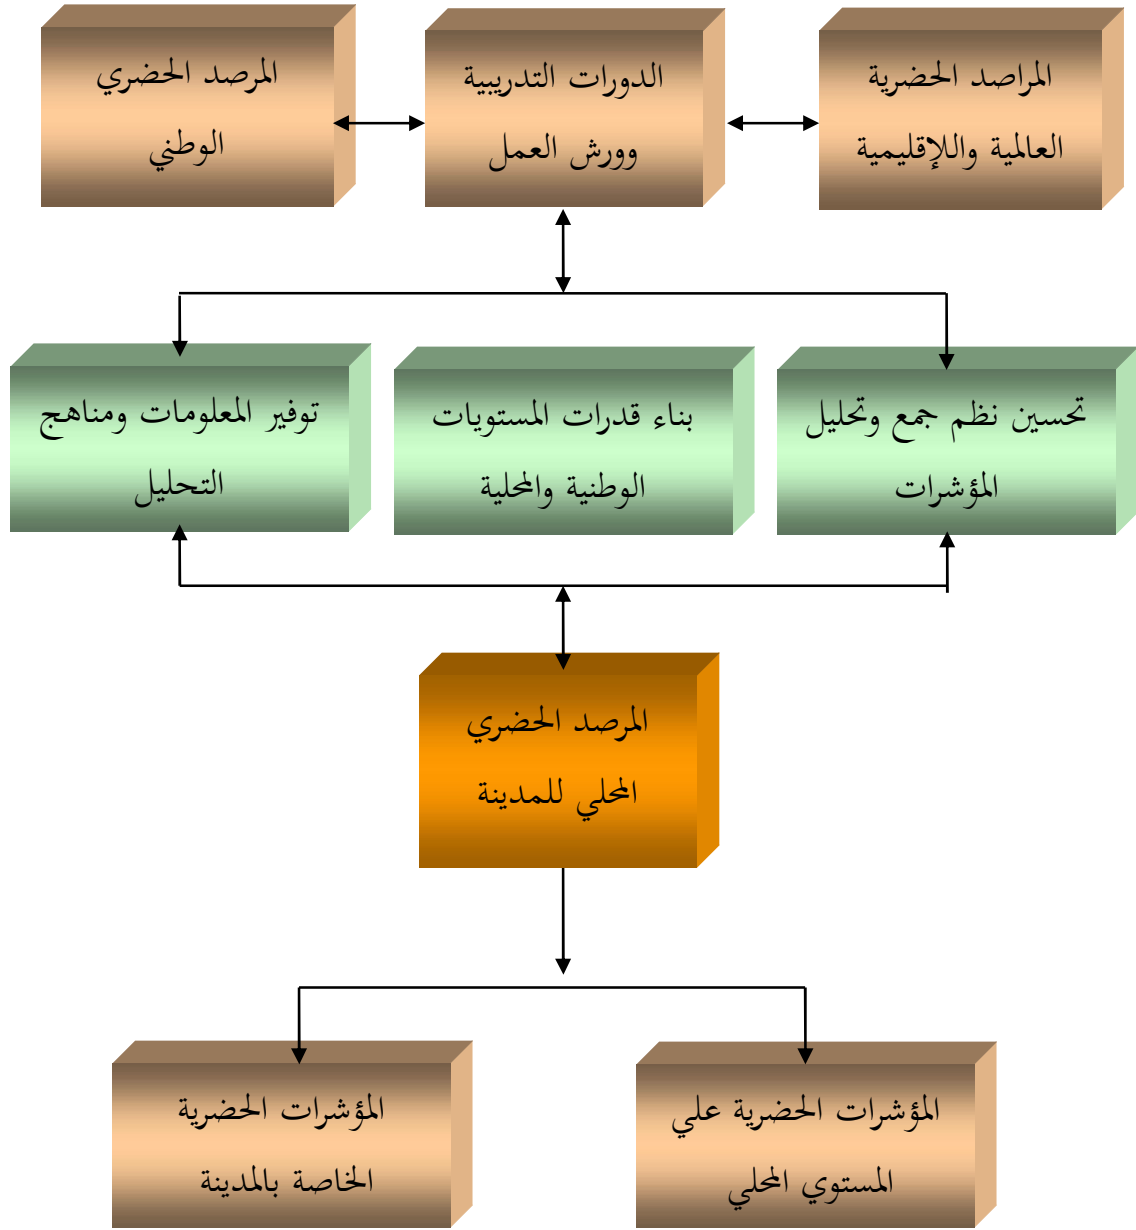 المراصد الحضرية
العالمية واللإقليمية
الدورات التدريبية
وورش العمل
المرصد الحضري
الوطني
تحسين نظم جمع وتحليل
المؤشرات
بناء قدرات المستويات
الوطنية والمحلية
توفير المعلومات ومناهج
التحليل
المرصد الحضري
المحلي للمدينة
المؤشرات الحضرية علي
المستوي المحلي
المؤشرات الحضرية
الخاصة بالمدينة